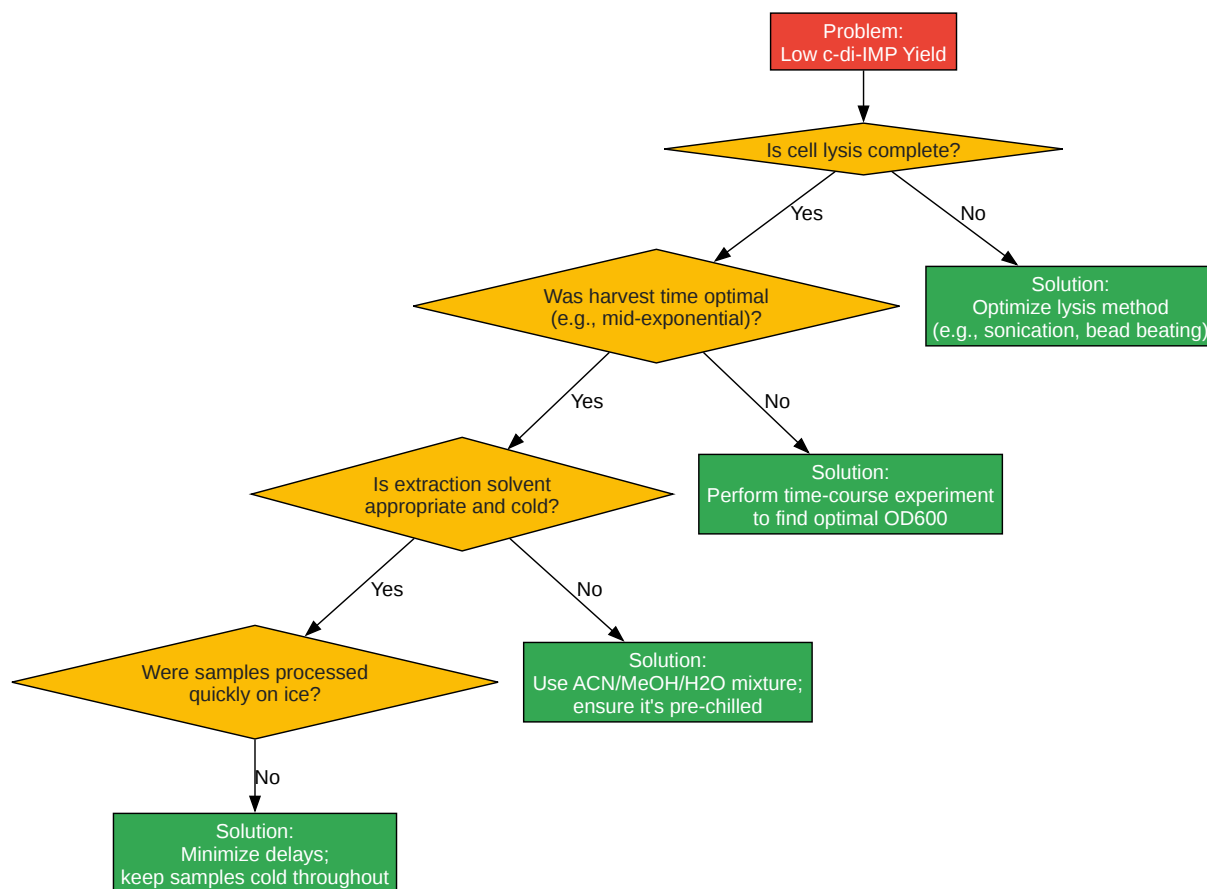 Problem:
Low c-di-IMP Yield
Is cell lysis complete?
Yes
No
Was harvest time optimal
(e.g., mid-exponential)?
Solution:
Optimize lysis method
(e.g., sonication, bead beating)
Yes
No
Is extraction solvent
appropriate and cold?
Solution:
Perform time-course experiment
to find optimal OD600
Yes
No
Were samples processed
quickly on ice?
Solution:
Use ACN/MeOH/H2O mixture;
ensure it's pre-chilled
No
Solution:
Minimize delays;
keep samples cold throughout